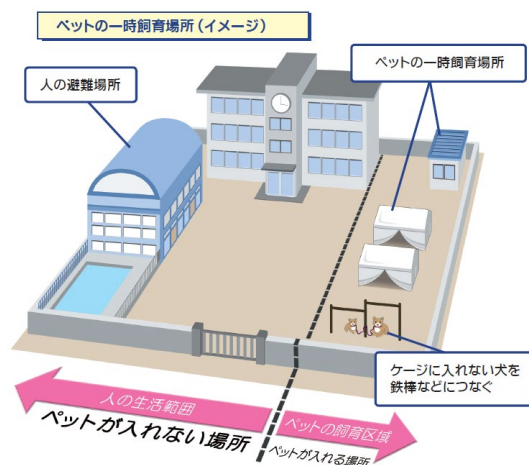 ペットの一時飼育場所（イメージ）
人の避難場所
ペットの一時飼育場所
ケージに入れない犬を
鉄棒などにつなぐ
人の生活範囲
ペットが入れない場所
ペットの飼育区域
ペットが入れる場所